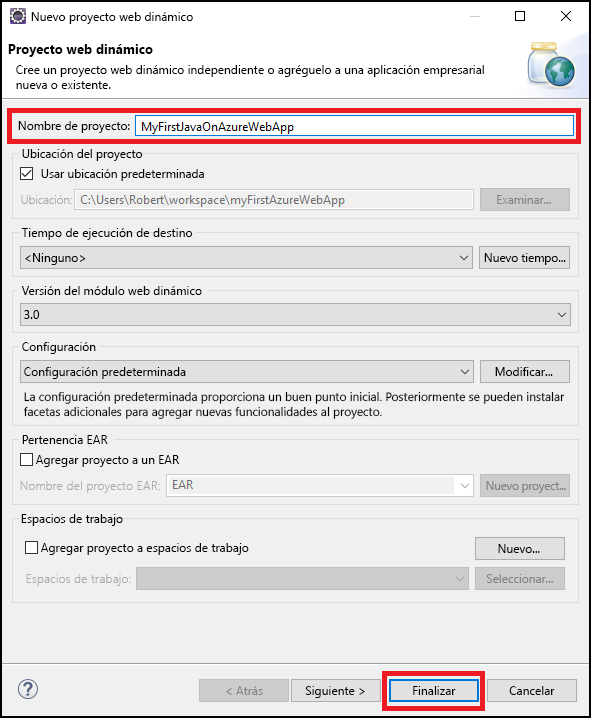 Nuevo proyecto web dinámico
Proyecto web dinámico
Cree un proyecto web dinámico independiente o agréguelo a una aplicación empresarial
nueva o existente.
Nombre de proyecto: MyFirstJavaOnAzureWebApp
Ubicación del proyecto
Usar ubicación predeterminada
Ubicación: C:\Users\Robert\workspace\myFirstAzureWebApp Examinar...
Tiempo de ejecución de destino
<Ninguno> Nuevo tiempo...
Versión del módulo web dinámico
3.0
Configuración
Configuración predeterminada Modificar...
La configuración predeterminada proporciona un buen punto inicial. Posteriormente se pueden instalar
facetas adicionales para agregar nuevas funcionalidades al proyecto.
Pertenencia EAR
Agregar proyecto a un EAR
Nombre del proyecto EAR: EAR Nuevo proyect...
Espacios de trabajo
Agregar proyecto a espacios de trabajo Nuevo...
Espacios de trabajo: Seleccionar...
? < Atrás Siguiente > Finalizar Cancelar